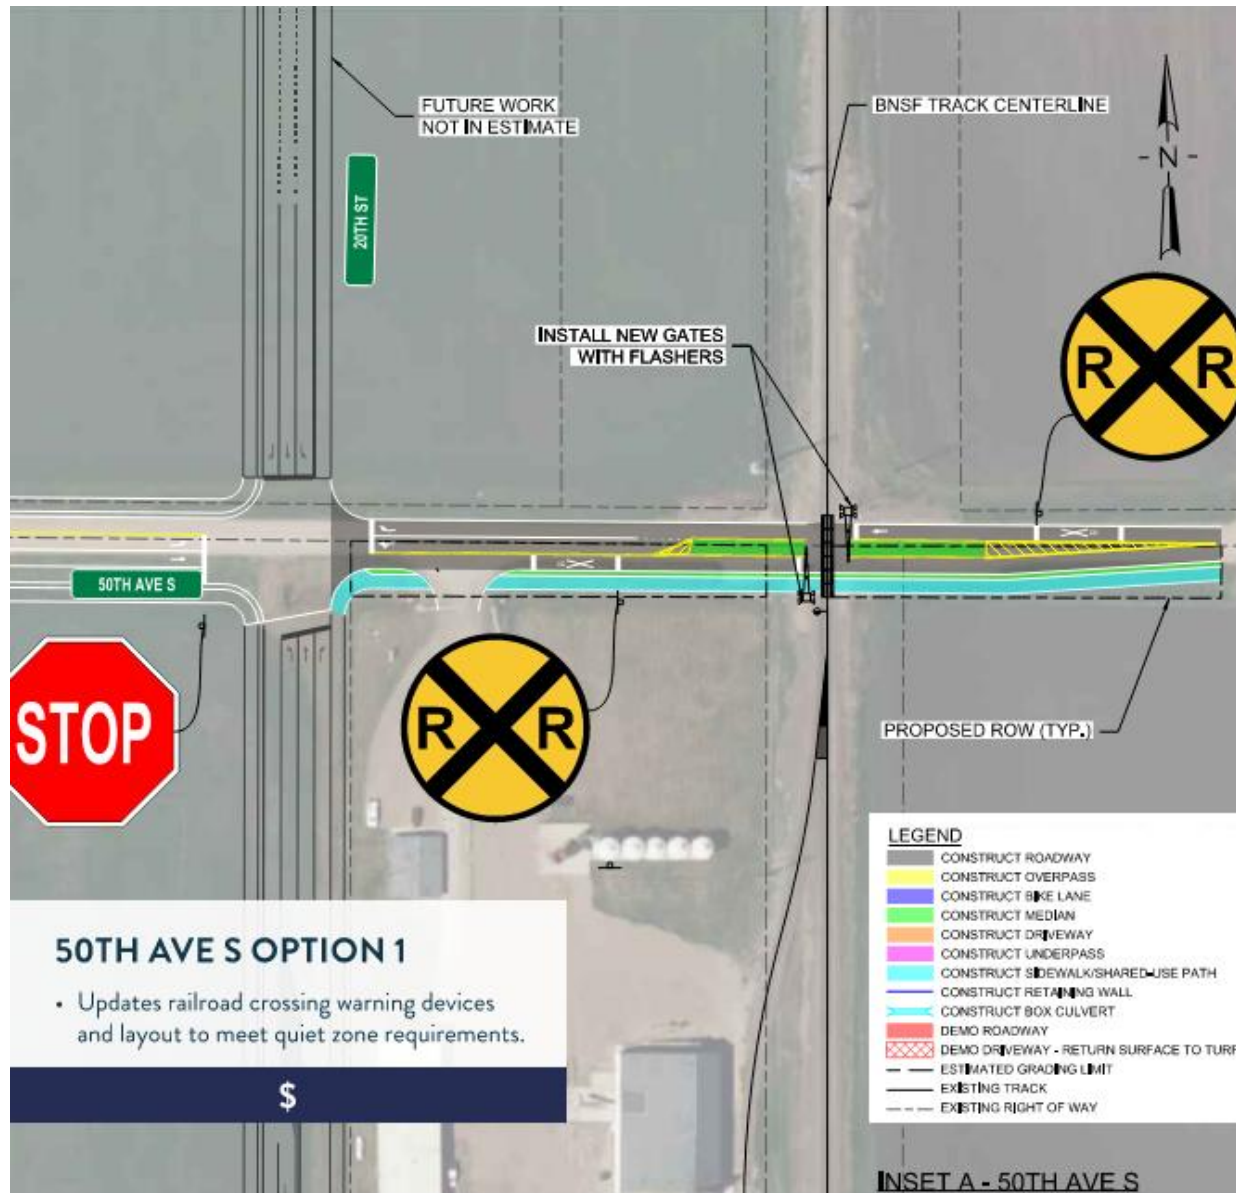 FUTURE WORK
NOT IN ESTIMATE
BNSF TRACK CENTERLINE
N
20TH ST
INSTALL NEW GATES
WITH FLASHERS
R R
50TH AVE S
STOP
R R
PROPOSED ROW (TYP.)
LEGEND
CONSTRUCT ROADWAY
CONSTRUCT OVERPASS
CONSTRUCT BIKE LANE
CONSTRUCT MEDIAN
CONSTRUCT DRIVEWAY
CONSTRUCT UNDERPASS
CONSTRUCT SIDEWALK/SHARED-USE PATH
CONSTRUCT RETAINING WALL
CONSTRUCT BOX CULVERT
DEMO ROADWAY
DEMO DRIVEWAY - RETURN SURFACE TO TURF
ESTIMATED GRADING LIMIT
EXISTING TRACK
EXISTING RIGHT OF WAY
50TH AVE S OPTION 1
• Updates railroad crossing warning devices
and layout to meet quiet zone requirements.
$
INSET A - 50TH AVE S